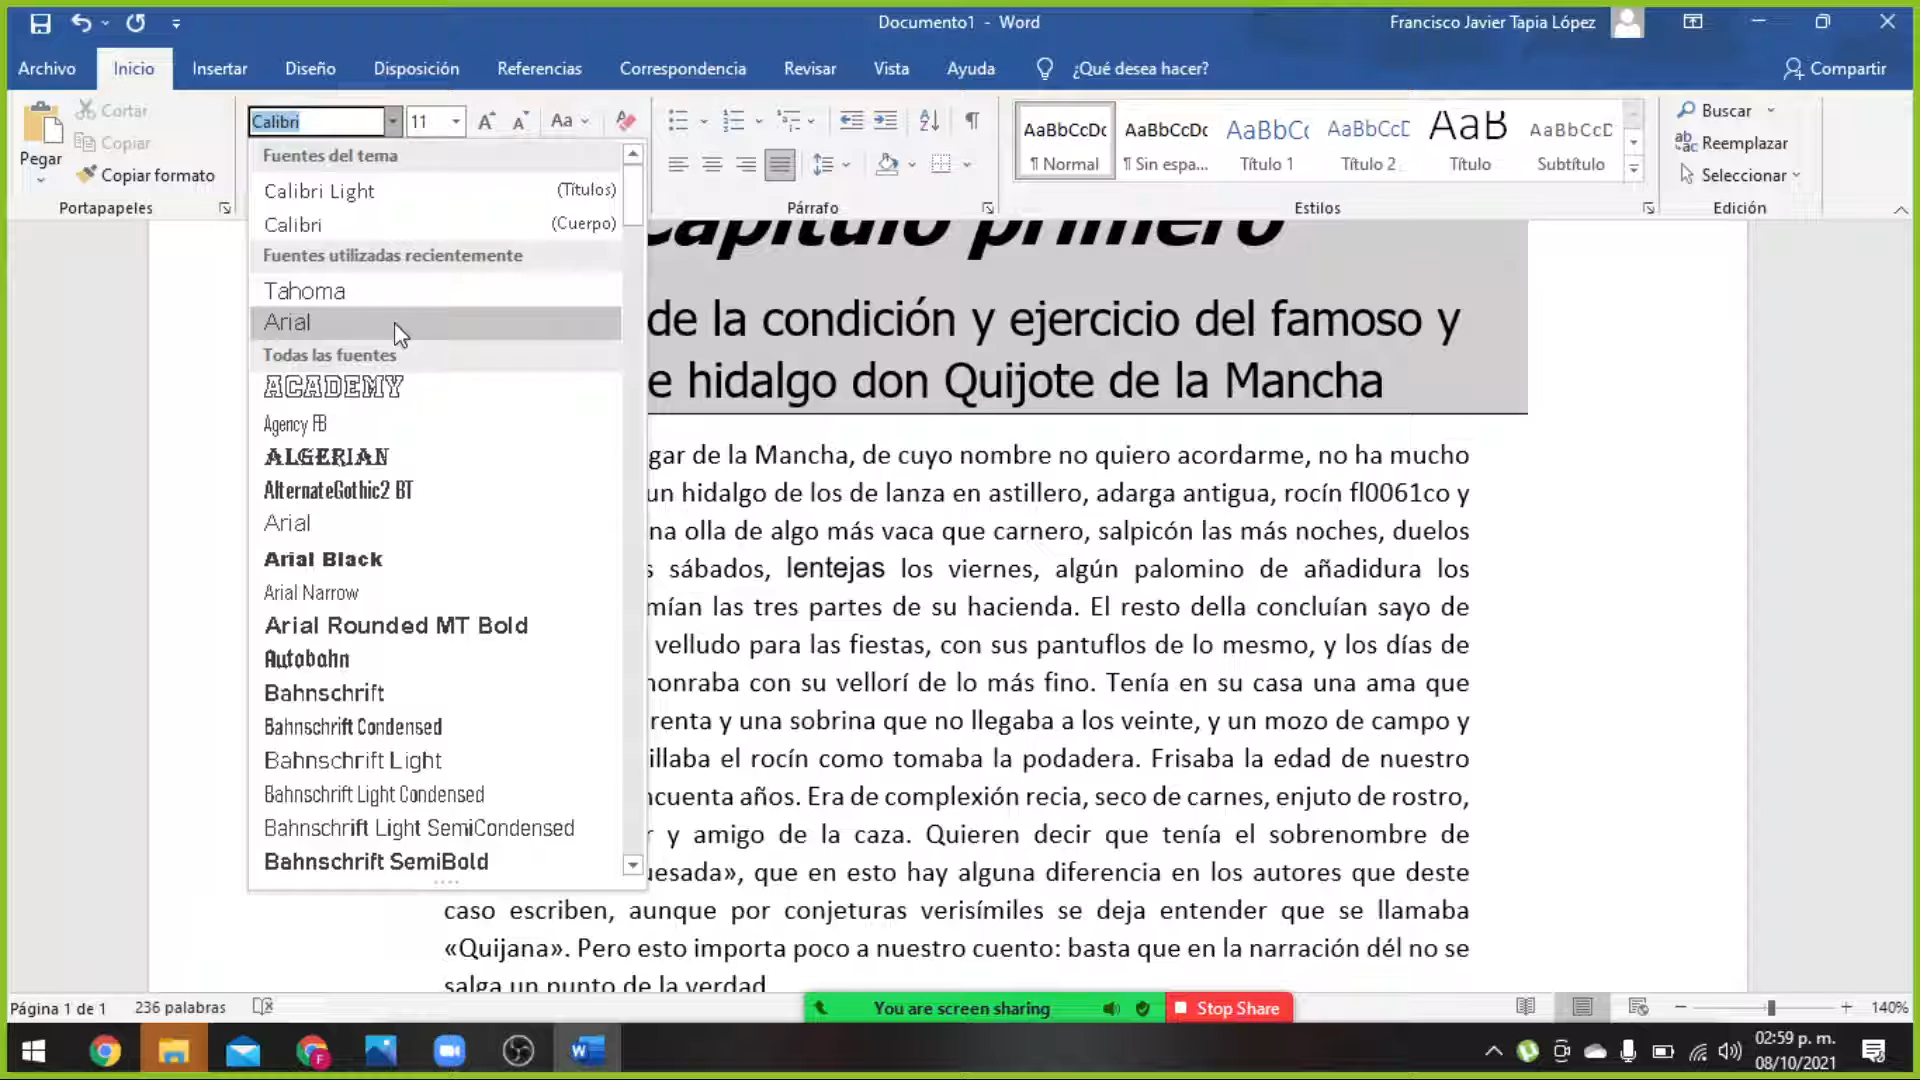 Documento1 - Word
Francisco Javier Tapia López
Archivo
Inicio
Insertar
Diseño
Disposición
Referencias
Correspondencia
Revisar
Vista
Ayuda
¿Qué desea hacer?
Compartir
Pegar
Cortar
Copiar
Copiar formato
Portapapeles
Calibri
11
Aa
Párrafo
AaBbCcDc
¶ Normal
AaBbCcDc
¶ Sin espa...
AaBbC
Título 1
AaBbCcD
Título 2
AaB
Título
AaBbCcD
Subtítulo
Estilos
Buscar
Reemplazar
Seleccionar
Edición
Fuentes del tema
Calibri Light (Títulos)
Calibri (Cuerpo)
Fuentes utilizadas recientemente
Tahoma
Arial
Todas las fuentes
ACADEMY
Agency FB
ALGERIAN
AlternateGothic2 BT
Arial
Arial Black
Arial Narrow
Arial Rounded MT Bold
Autobahn
Bahnschrift
Bahnschrift Condensed
Bahnschrift Light
Bahnschrift Light Condensed
Bahnschrift Light SemiCondensed
Bahnschrift SemiBold
Capítulo primero
de la condición y ejercicio del famoso y
e hidalgo don Quijote de la Mancha
gar de la Mancha, de cuyo nombre no quiero acordarme, no ha mucho
un hidalgo de los de lanza en astillero, adarga antigua, rocín fl0061co y
na olla de algo más vaca que carnero, salpicón las más noches, duelos
s sábados, lentejas los viernes, algún palomino de añadidura los
mían las tres partes de su hacienda. El resto della concluían sayo de
velludo para las fiestas, con sus pantuflos de lo mesmo, y los días de
honraba con su vellorí de lo más fino. Tenía en su casa una ama que
renta y una sobrina que no llegaba a los veinte, y un mozo de campo y
illaba el rocín como tomaba la podadera. Frisaba la edad de nuestro
ncuenta años. Era de complexión recia, seco de carnes, enjuto de rostro,
r y amigo de la caza. Quieren decir que tenía el sobrenombre de
uesada», que en esto hay alguna diferencia en los autores que deste
caso escriben, aunque por conjeturas verisímiles se deja entender que se llamaba
«Quijana». Pero esto importa poco a nuestro cuento: basta que en la narración dél no se
salga un punto de la verdad
Página 1 de 1
236 palabras
You are screen sharing
Stop Share
140%
02:59 p. m.
08/10/2021